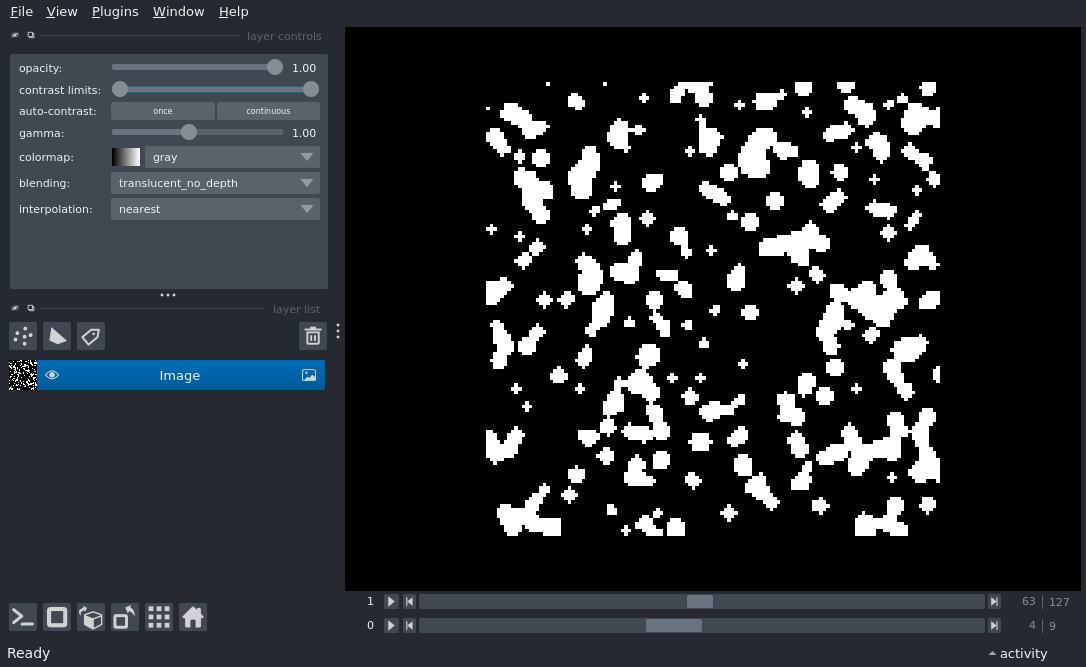 File View Plugins Window Help
layer controls
opacity: 1.00
contrast limits:
auto-contrast: once continuous
gamma: 1.00
colormap: gray
blending: translucent_no_depth
interpolation: nearest
layer list
Image
1 63 127
0 4 9
Ready activity